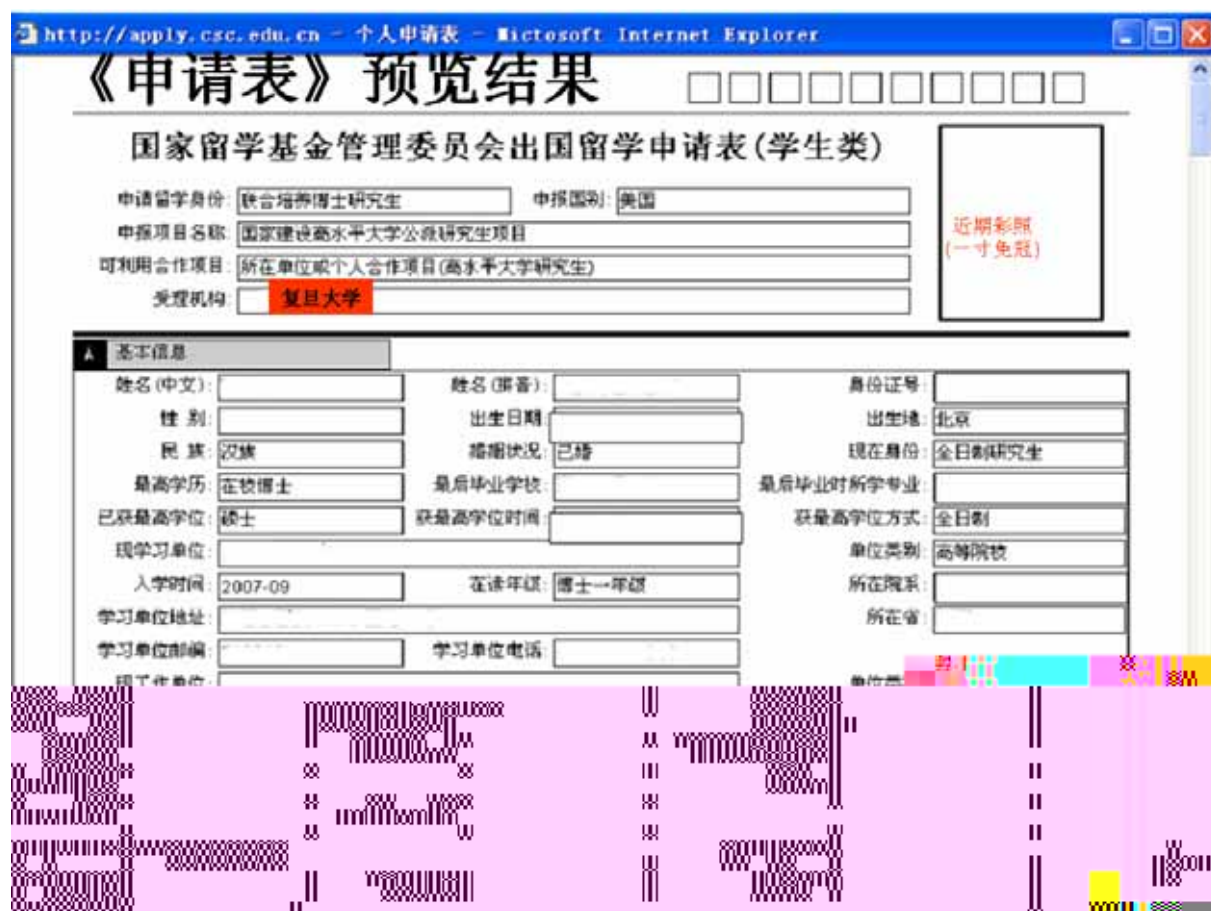 http://apply.csc.edu.cn - 个人申请表 - Mictosoft Internet Explorer
《申请表》预览结果
国家留学基金管理委员会出国留学申请表(学生类)
申请留学身份: 联合培养博士研究生 申报国别: 美国
申报项目名称: 国家建设高水平大学公派研究生项目
可利用合作项目: 所在单位或个人合作项目(高水平大学研究生)
受理机构: 复旦大学
近期彩照
(一寸免冠)
A 基本信息
姓名(中文): 姓名(拼音): 身份证号:
性 别: 出生日期: 出生地: 北京
民 族: 汉族 婚姻状况: 已婚 现在身份: 全日制研究生
最高学历: 在校博士 最后毕业学校: 最后毕业时所学专业:
已获最高学位: 硕士 获最高学位时间: 获最高学位方式: 全日制
现学习单位: 单位类别: 高等院校
入学时间: 2007-09 在读年级: 博士一年级 所在院系:
学习单位地址: 所在省:
学习单位邮编: 学习单位电话:
现工作单位: